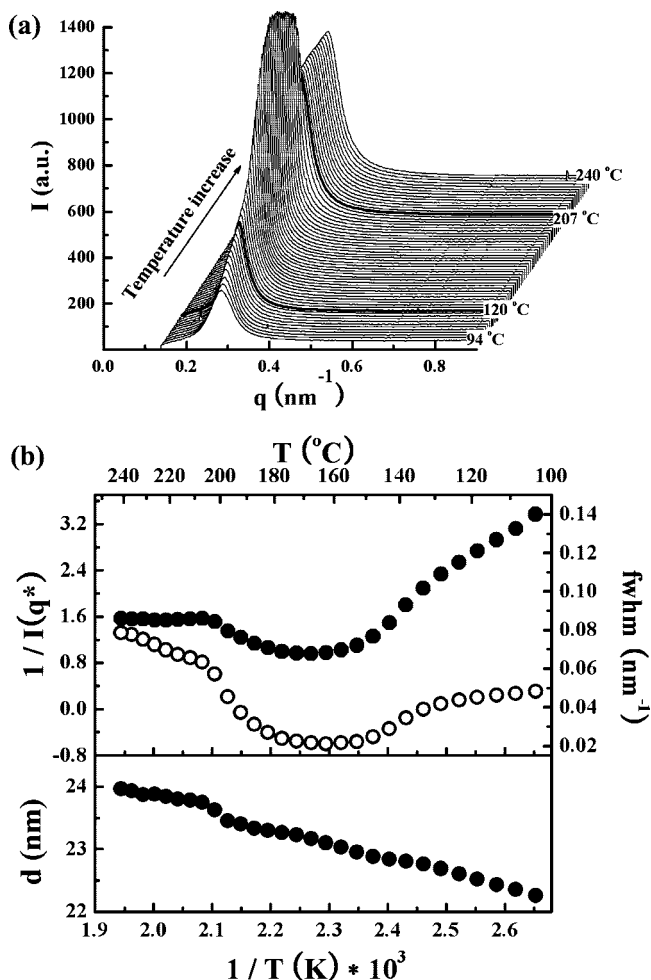 (a)
1400
1200
1000
800
600
400
200
I (a.u.)
Temperature increase
240 °C
207 °C
120 °C
94 °C
0.0 0.2 0.4 0.6 0.8
q (nm⁻¹)
(b)
T (°C)
240 220 200 180 160 140 120 100
3.2
2.4
1.6
0.8
0.0
-0.8
1 / I(q*)
0.14
0.12
0.10
0.08
0.06
0.04
0.02
fwhm (nm⁻¹)
24
23
22
d (nm)
1.9 2.0 2.1 2.2 2.3 2.4 2.5 2.6 2.7
1 / T (K) * 10³